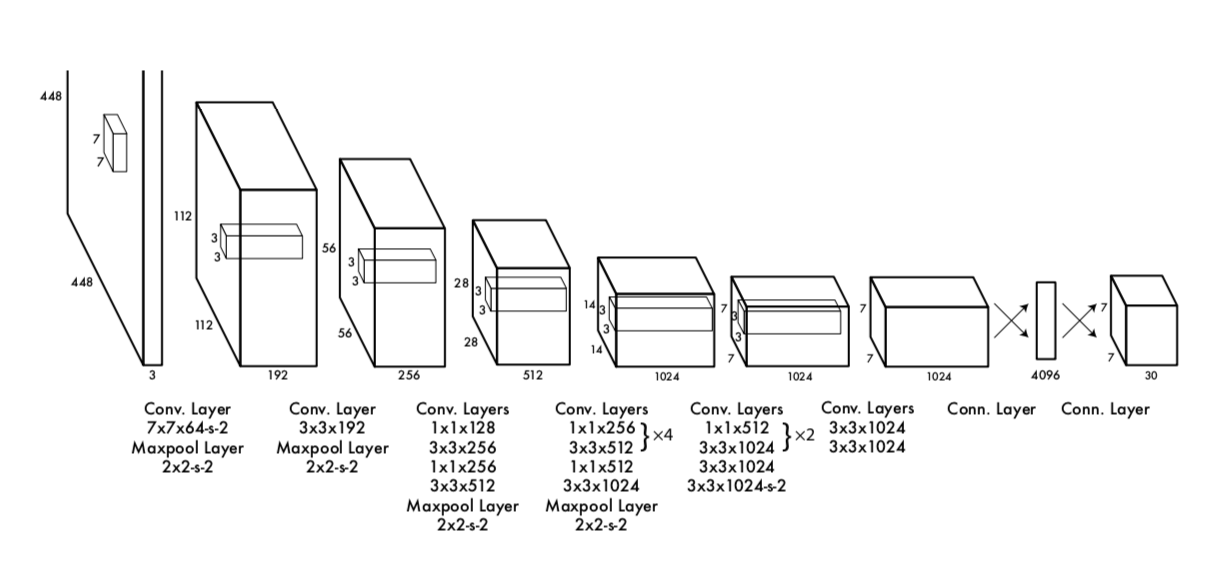 448
7
7
448
3
112
3
3
112
192
56
3
3
56
256
28
3
3
28
512
14
3
3
14
1024
7
3
3
7
1024
7
7
1024
4096
7
7
30
Conv. Layer
7x7x64-s-2
Maxpool Layer
2x2-s-2
Conv. Layer
3x3x192
Maxpool Layer
2x2-s-2
Conv. Layers
1x1x128
3x3x256
1x1x256
3x3x512
Maxpool Layer
2x2-s-2
Conv. Layers
1x1x256
3x3x512 }×4
1x1x512
3x3x1024
Maxpool Layer
2x2-s-2
Conv. Layers
1x1x512
3x3x1024 }×2
3x3x1024
3x3x1024-s-2
Conv. Layers
3x3x1024
3x3x1024
Conn. Layer
Conn. Layer